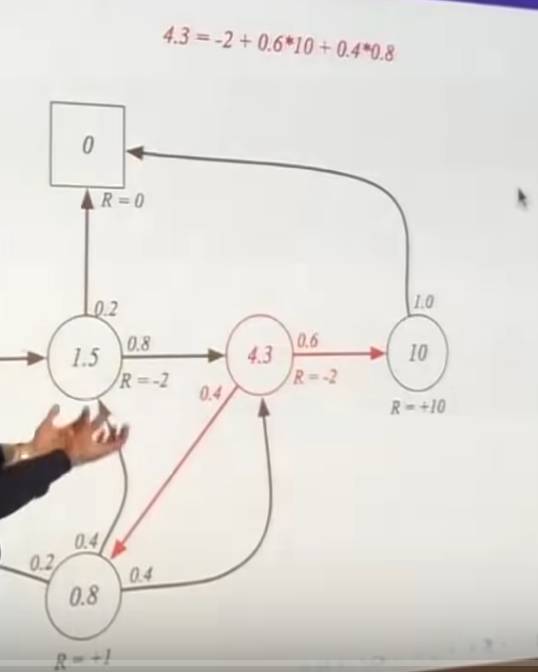 4.3 = -2 + 0.6*10 + 0.4*0.8
0
R = 0
0.2
1.0
1.5
0.8
4.3
0.6
10
R = -2
0.4
R = -2
R = +10
0.4
0.2
0.4
0.8
R = +1